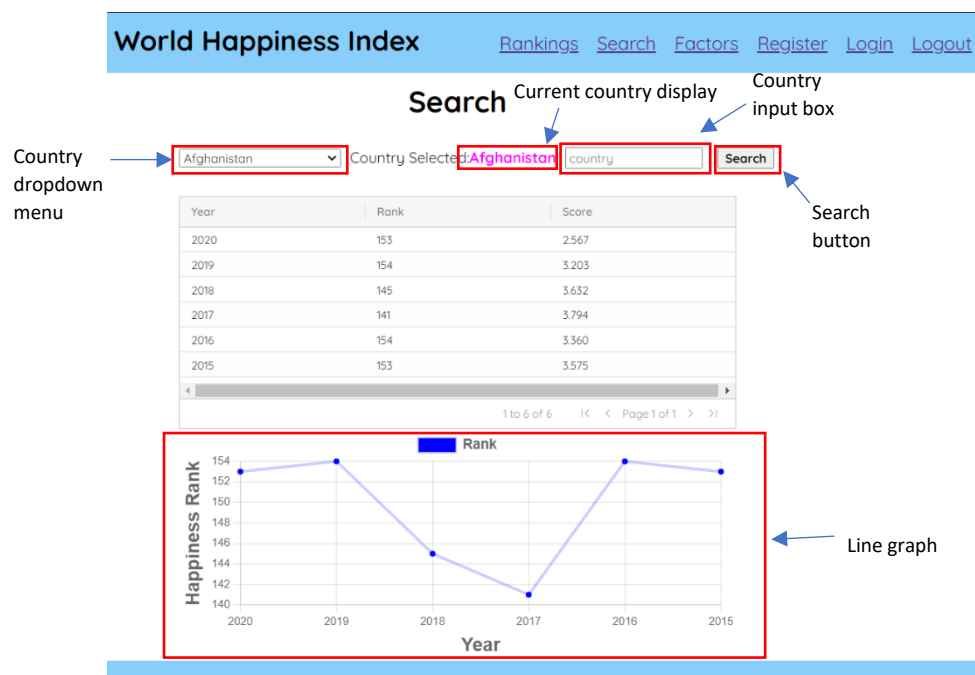 World Happiness Index
Rankings Search Factors Register Login Logout
Search
Current country display
Country
input box
Country
dropdown
menu
Afghanistan
Country Selected:Afghanistan
country
Search
Search
button
Year Rank Score
2020 153 2.567
2019 154 3.203
2018 145 3.632
2017 141 3.794
2016 154 3.360
2015 153 3.575
1 to 6 of 6 Page 1 of 1
Rank
Happiness Rank
154
152
150
148
146
144
142
140
2020 2019 2018 2017 2016 2015
Year
Line graph